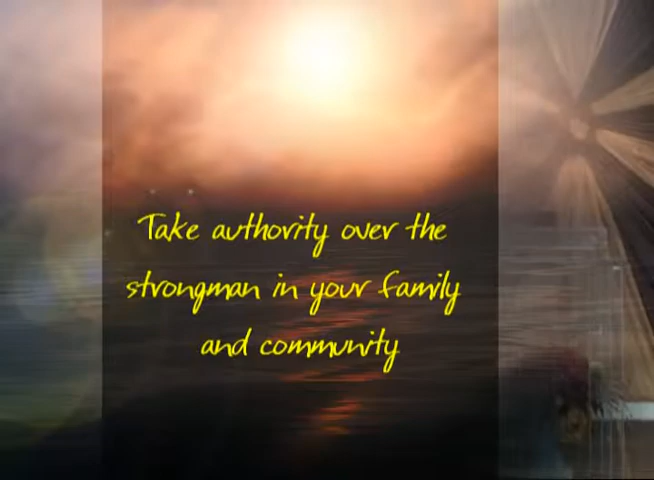 Take authority over the
strongman in your family
and community